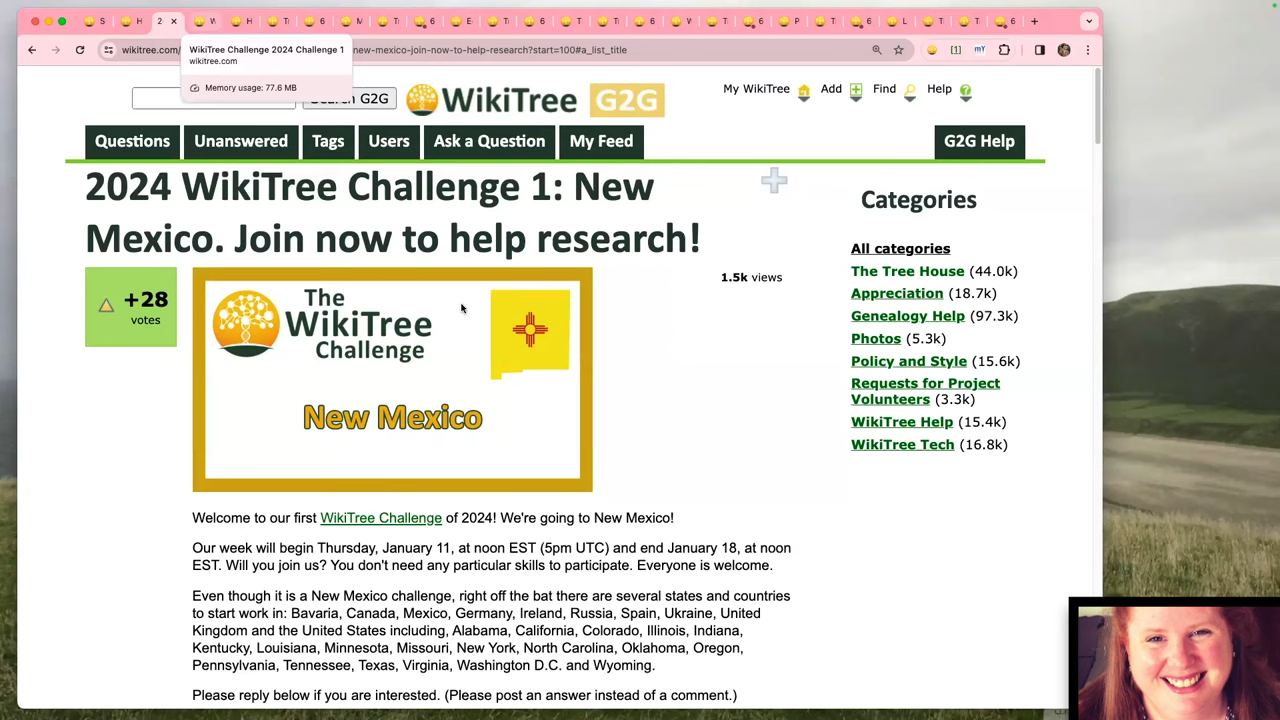 S
H
2
W
H
T
6
M
T
6
E
6
T
T
6
W
T
6
P
T
6
L
T
T
6
wikitree.com/
new-mexico-join-now-to-help-research?start=100#a_list_title
WikiTree Challenge 2024 Challenge 1
wikitree.com
Memory usage: 77.6 MB
[1]
mY
Search G2G
WikiTree G2G
My WikiTree
Add
Find
Help
Questions
Unanswered
Tags
Users
Ask a Question
My Feed
G2G Help
2024 WikiTree Challenge 1: New
Mexico. Join now to help research!
+28
votes
The
WikiTree
Challenge
New Mexico
1.5k views
Welcome to our first WikiTree Challenge of 2024! We're going to New Mexico!
Our week will begin Thursday, January 11, at noon EST (5pm UTC) and end January 18, at noon
EST. Will you join us? You don't need any particular skills to participate. Everyone is welcome.
Even though it is a New Mexico challenge, right off the bat there are several states and countries
to start work in: Bavaria, Canada, Mexico, Germany, Ireland, Russia, Spain, Ukraine, United
Kingdom and the United States including, Alabama, California, Colorado, Illinois, Indiana,
Kentucky, Louisiana, Minnesota, Missouri, New York, North Carolina, Oklahoma, Oregon,
Pennsylvania, Tennessee, Texas, Virginia, Washington D.C. and Wyoming.
Please reply below if you are interested. (Please post an answer instead of a comment.)
Categories
All categories
The Tree House (44.0k)
Appreciation (18.7k)
Genealogy Help (97.3k)
Photos (5.3k)
Policy and Style (15.6k)
Requests for Project
Volunteers (3.3k)
WikiTree Help (15.4k)
WikiTree Tech (16.8k)